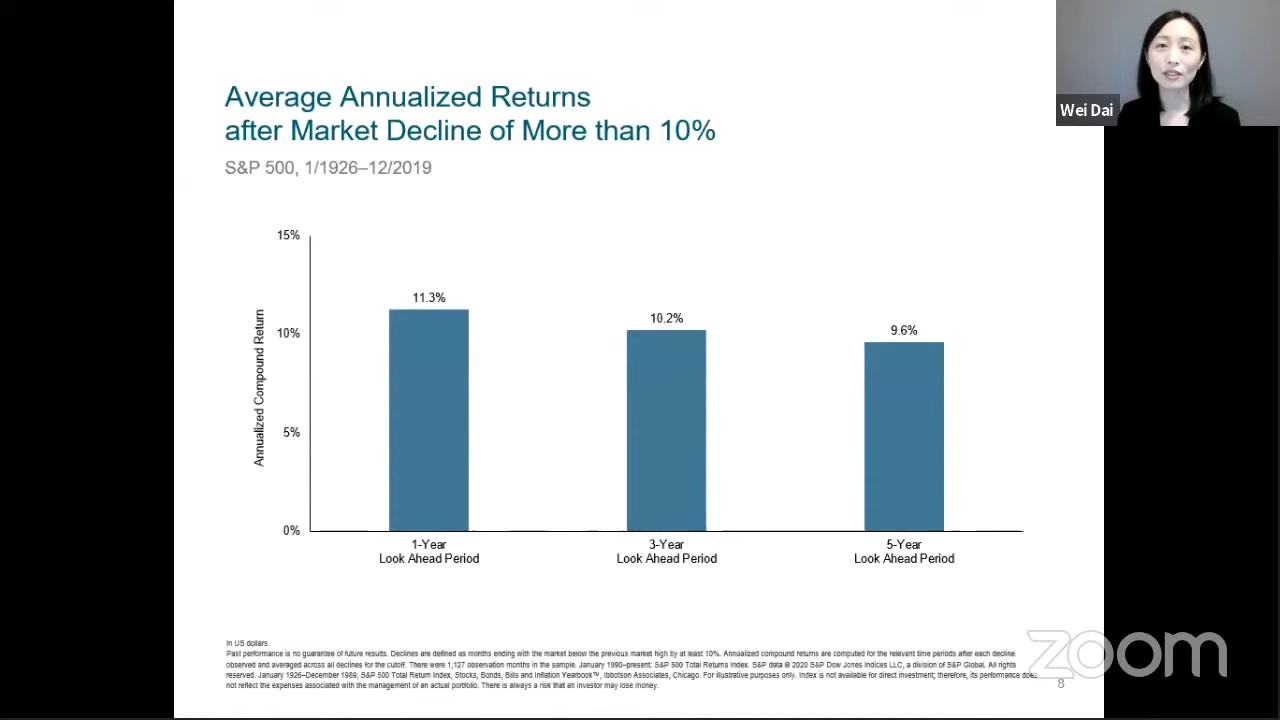 Average Annualized Returns
after Market Decline of More than 10%
S&P 500, 1/1926–12/2019
Wei Dai
15%
10%
5%
0%
Annualized Compound Return
11.3%
10.2%
9.6%
1-Year
Look Ahead Period
3-Year
Look Ahead Period
5-Year
Look Ahead Period
In US dollars.
Past performance is no guarantee of future results. Declines are defined as months ending with the market below the previous market high by at least 10%. Annualized compound returns are computed for the relevant time periods after each decline
observed and averaged across all declines for the cutoff. There were 1,127 observation months in the sample. January 1990–present: S&P 500 Total Returns Index. S&P data © 2020 S&P Dow Jones Indices LLC, a division of S&P Global. All rights
reserved. January 1926–December 1989; S&P 500 Total Return Index, Stocks, Bonds, Bills and Inflation Yearbook™, Ibbotson Associates, Chicago. For illustrative purposes only. Index is not available for direct investment; therefore, its performance does
not reflect the expenses associated with the management of an actual portfolio. There is always a risk that an investor may lose money.
8
zoom